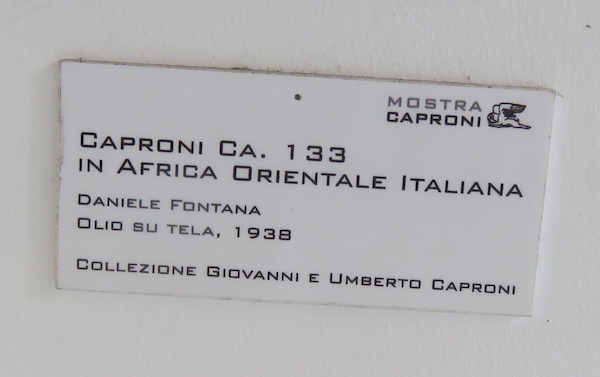 MOSTRA
CAPRONI
CAPRONI CA. 133
IN AFRICA ORIENTALE ITALIANA
DANIELE FONTANA
OLIO SU TELA, 1938
COLLEZIONE GIOVANNI E UMBERTO CAPRONI